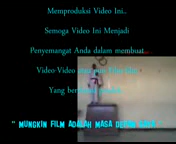 Memproduksi Video Ini..
Semoga Video Ini Menjadi
Penyemangat Anda dalam membuat
Video Video
Yang
" MUNGKIN FILM ADALAH MASA DEPAN